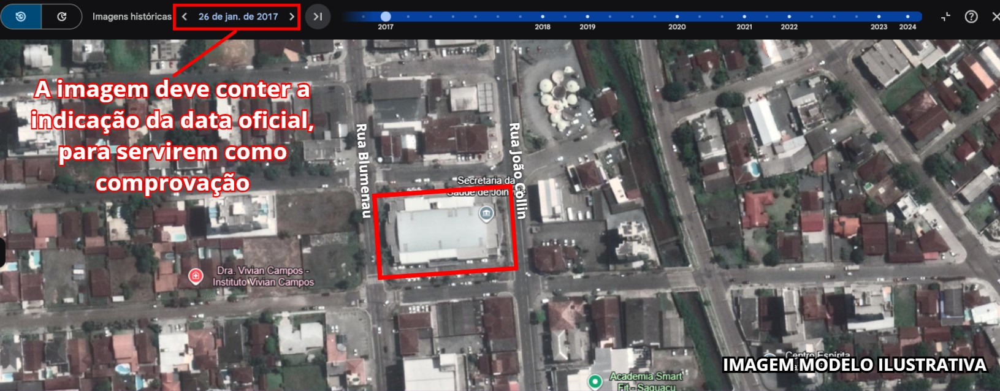 Imagens históricas
26 de jan. de 2017
2017
2018
2019
2020
2021
2022
2023
2024
A imagem deve conter a
indicação da data oficial,
para servirem como
comprovação
Rua Blumenau
Rua João Collin
Secretaria da
Saúde de Join
Dra. Vivian Campos -
Instituto Vivian Campos
Centro Espírita
IMAGEM MODELO ILUSTRATIVA
Academia Smart
Fit - Saguaçu